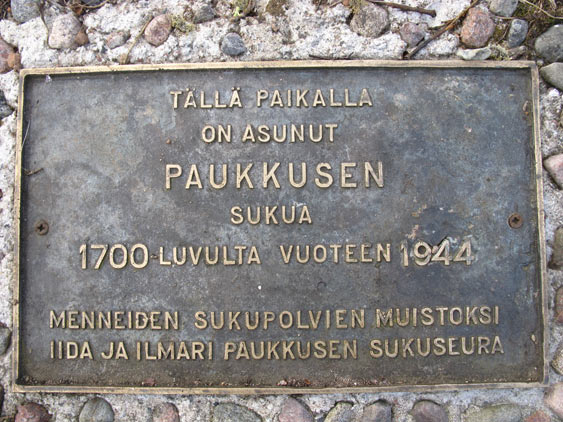 TÄLLÄ PAIKALLA
ON ASUNUT
PAUKKUSEN
SUKUA
1700-LUVULTA VUOTEEN 1944
MENNEIDEN SUKUPOLVIEN MUISTOKSI
IIDA JA ILMARI PAUKKUSEN SUKUSEURA